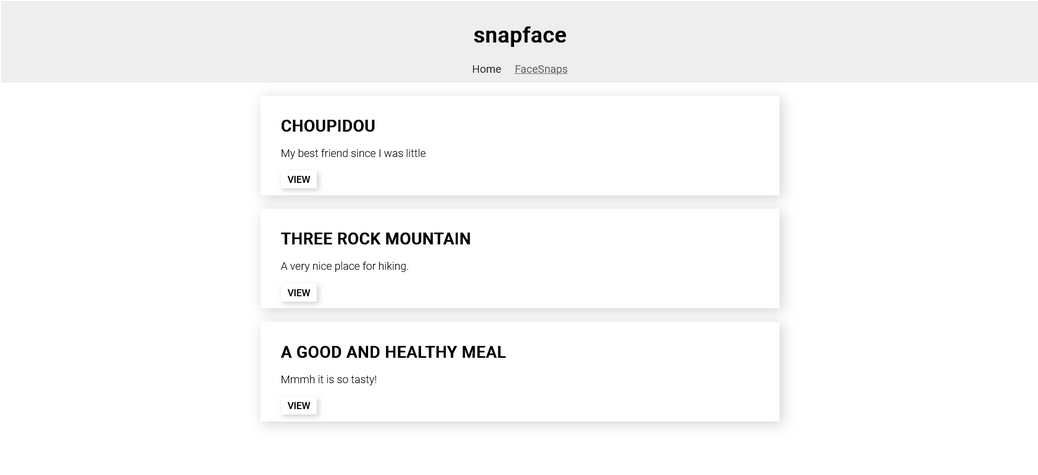 snapface
Home FaceSnaps
CHOUPIDOU
My best friend since I was little
VIEW
THREE ROCK MOUNTAIN
A very nice place for hiking.
VIEW
A GOOD AND HEALTHY MEAL
Mmmh it is so tasty!
VIEW